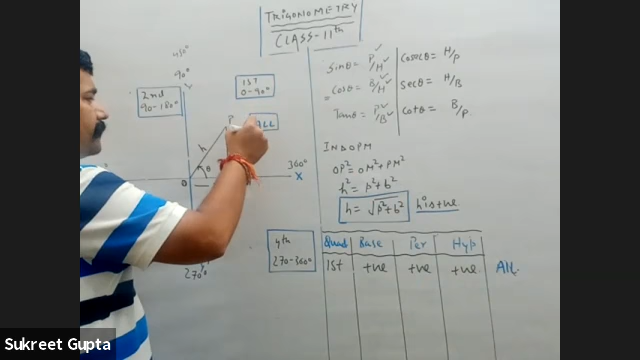 TRIGONOMETRY
CLASS-11th
450°
90°
Y
2nd
90-180°
1ST
0-90°
ALL
P
h
θ
O
360°
X
270°
4th
270-360°
Sinθ = P/H
Cosθ = B/H
Tanθ = P/B
Cosecθ = H/P
Secθ = H/B
Cotθ = B/P
IN ΔOPM
OP² = OM² + PM²
h² = p² + b²
h = √p² + b²
h is +ve
Quad Base Per Hyp
1st +ve +ve +ve All
Sukreet Gupta